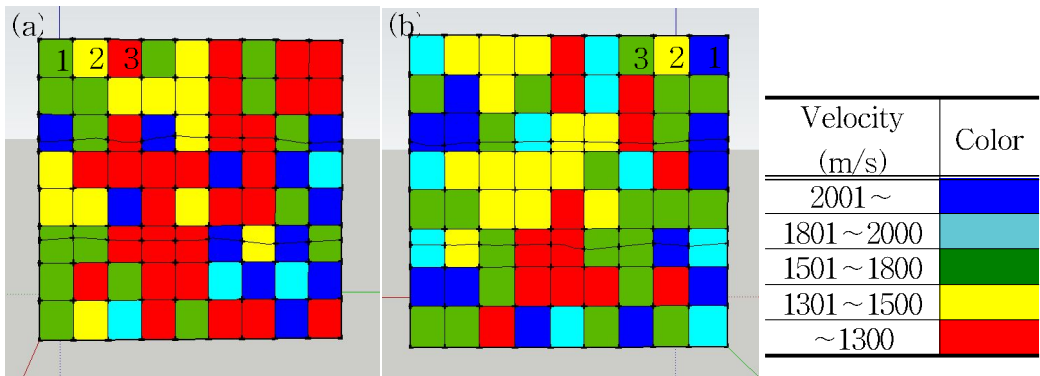 (a)
1 2 3
(b)
3 2 1
Velocity
(m/s)
Color
2001~
1801~2000
1501~1800
1301~1500
~1300